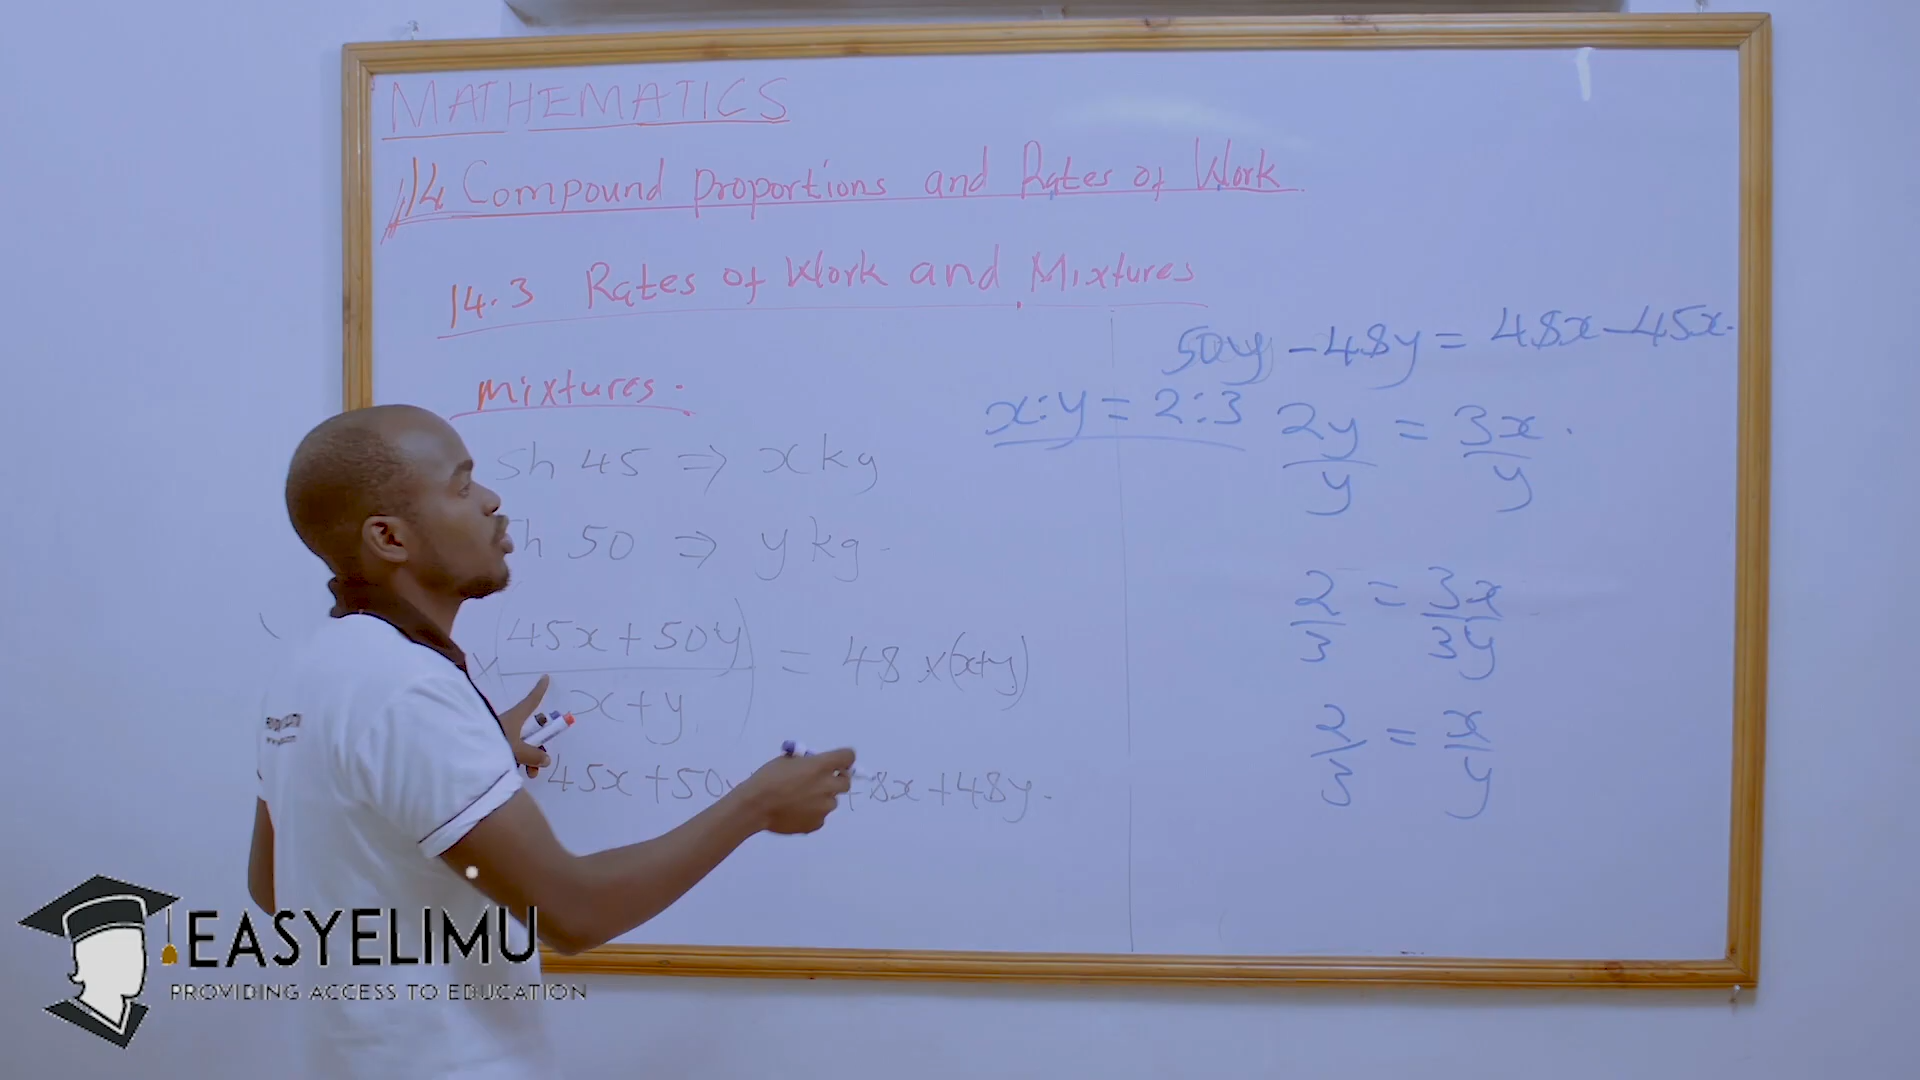 MATHEMATICS
14 Compound Proportions and Rates of Work
14.3 Rates of Work and Mixtures
Mixtures.
Sh 45 ⇒ x kg
Sh 50 ⇒ y kg.
(45x + 50y / x + y) = 48 x(x+y)
45x + 50y 48x + 48y.
50y - 48y = 48x - 45x.
x:y = 2:3
2y/y = 3x/y.
2/3 = 3x/3y
2/3 = x/y
EASYELIMU
PROVIDING ACCESS TO EDUCATION